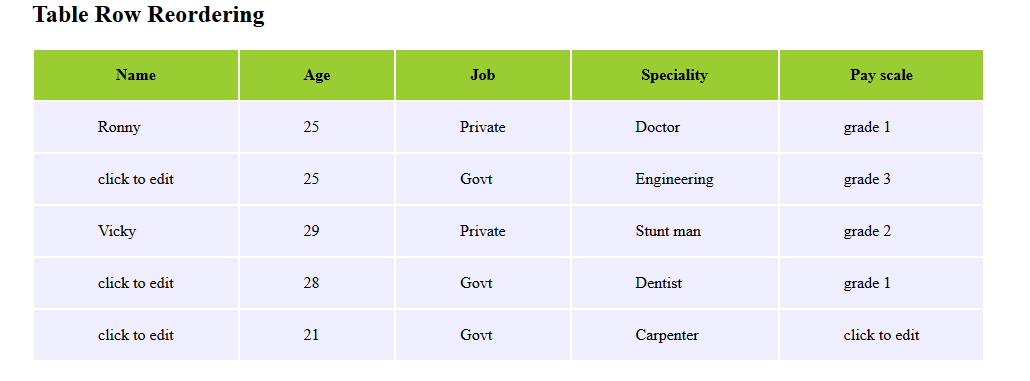 Table Row Reordering
Name Age Job Speciality Pay scale
Ronny 25 Private Doctor grade 1
click to edit 25 Govt Engineering grade 3
Vicky 29 Private Stunt man grade 2
click to edit 28 Govt Dentist grade 1
click to edit 21 Govt Carpenter click to edit